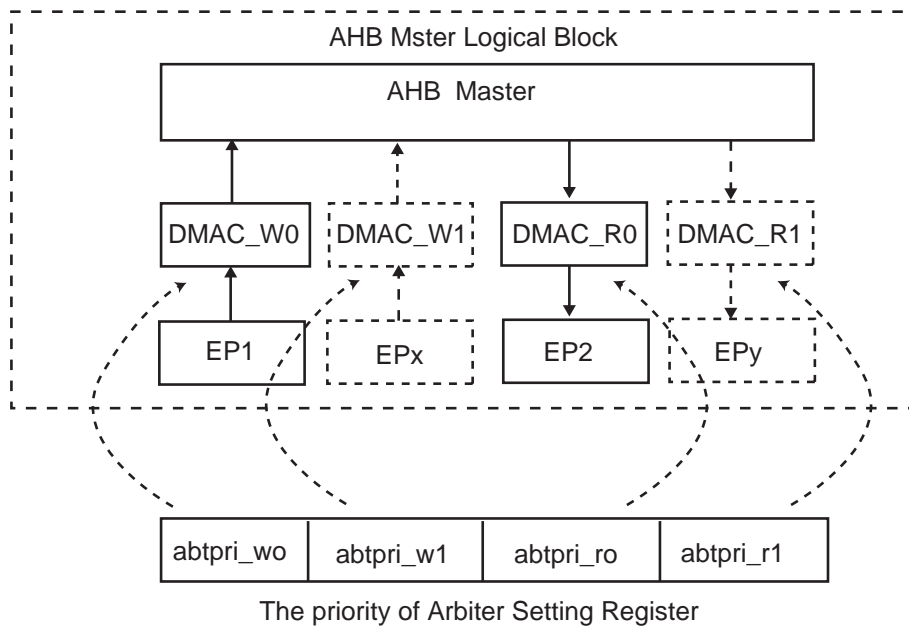 AHB Mster Logical Block
AHB Master
DMAC_W0 DMAC_W1 DMAC_R0 DMAC_R1
EP1 EPx EP2 EPy
abtpri_wo abtpri_w1 abtpri_ro abtpri_r1
The priority of Arbiter Setting Register